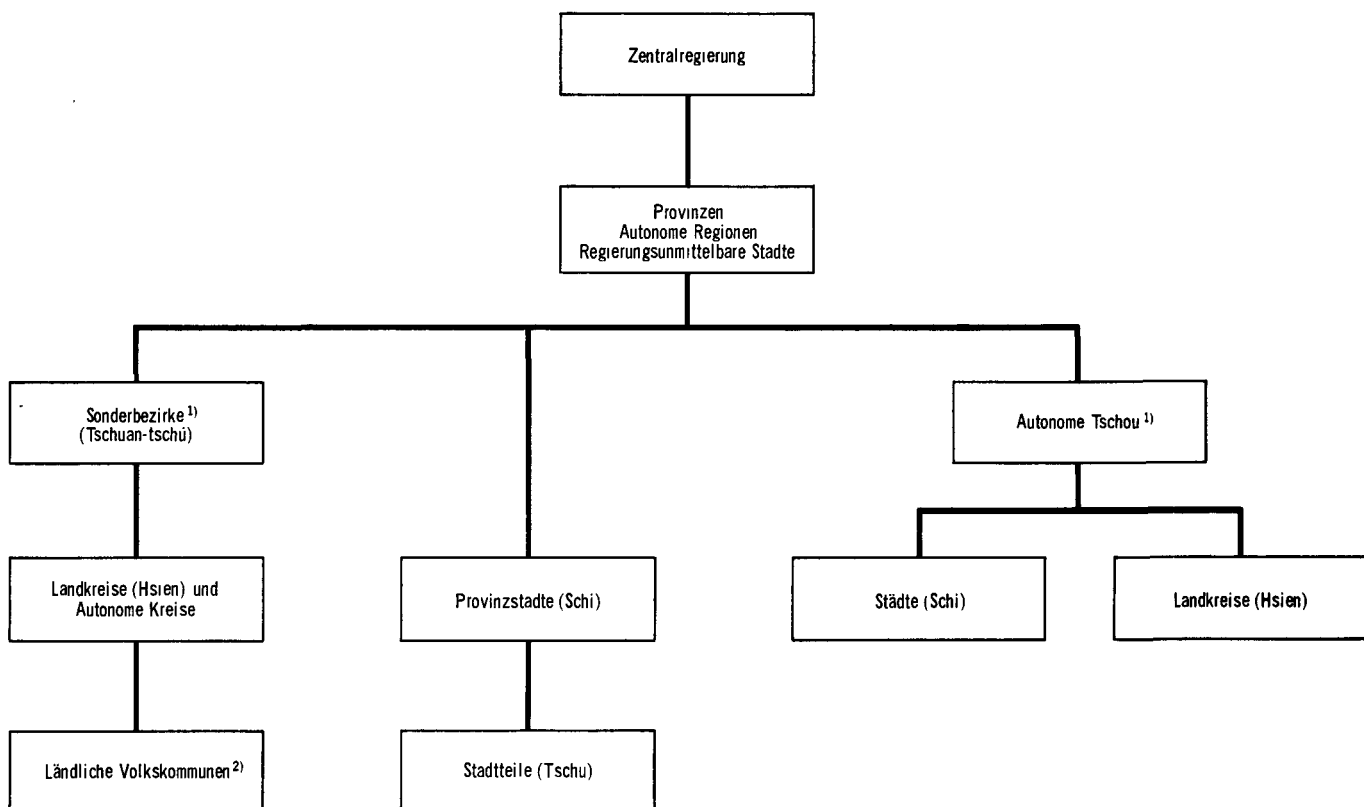 Zentralregierung
Provinzen
Autonome Regionen
Regierungsunmittelbare Stadte
Sonderbezirke 1)
(Tschuan-tschü)
Autonome Tschou 1)
Landkreise (Hsien) und
Autonome Kreise
Provinzstadte (Schi)
Städte (Schi)
Landkreise (Hsien)
Ländliche Volkskommunen 2)
Stadtteile (Tschu)